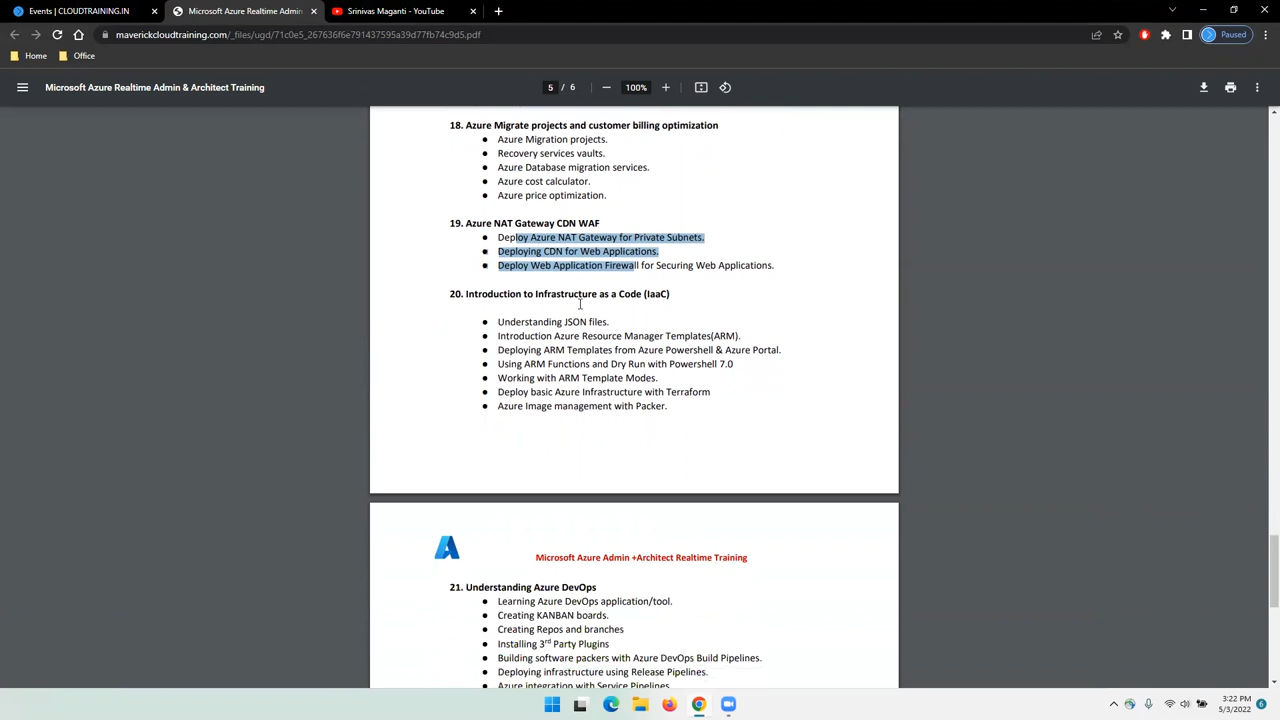 Events | CLOUDTRAINING.IN
Microsoft Azure Realtime Admin
Srinivas Maganti - YouTube
maverickcloudtraining.com/_files/ugd/71c0e5_267636f6e791437595a39d77fb74c9d5.pdf
Paused
Home
Office
Microsoft Azure Realtime Admin & Architect Training
5 / 6
100%
18. Azure Migrate projects and customer billing optimization
● Azure Migration projects.
● Recovery services vaults.
● Azure Database migration services.
● Azure cost calculator.
● Azure price optimization.
19. Azure NAT Gateway CDN WAF
● Deploy Azure NAT Gateway for Private Subnets.
● Deploying CDN for Web Applications.
● Deploy Web Application Firewall for Securing Web Applications.
20. Introduction to Infrastructure as a Code (IaaC)
● Understanding JSON files.
● Introduction Azure Resource Manager Templates(ARM).
● Deploying ARM Templates from Azure Powershell & Azure Portal.
● Using ARM Functions and Dry Run with Powershell 7.0
● Working with ARM Template Modes.
● Deploy basic Azure Infrastructure with Terraform
● Azure Image management with Packer.
Microsoft Azure Admin +Architect Realtime Training
21. Understanding Azure DevOps
● Learning Azure DevOps application/tool.
● Creating KANBAN boards.
● Creating Repos and branches
● Installing 3rd Party Plugins
● Building software packers with Azure DevOps Build Pipelines.
● Deploying infrastructure using Release Pipelines.
● Azure integration with Service Pipelines
3:22 PM
5/3/2022